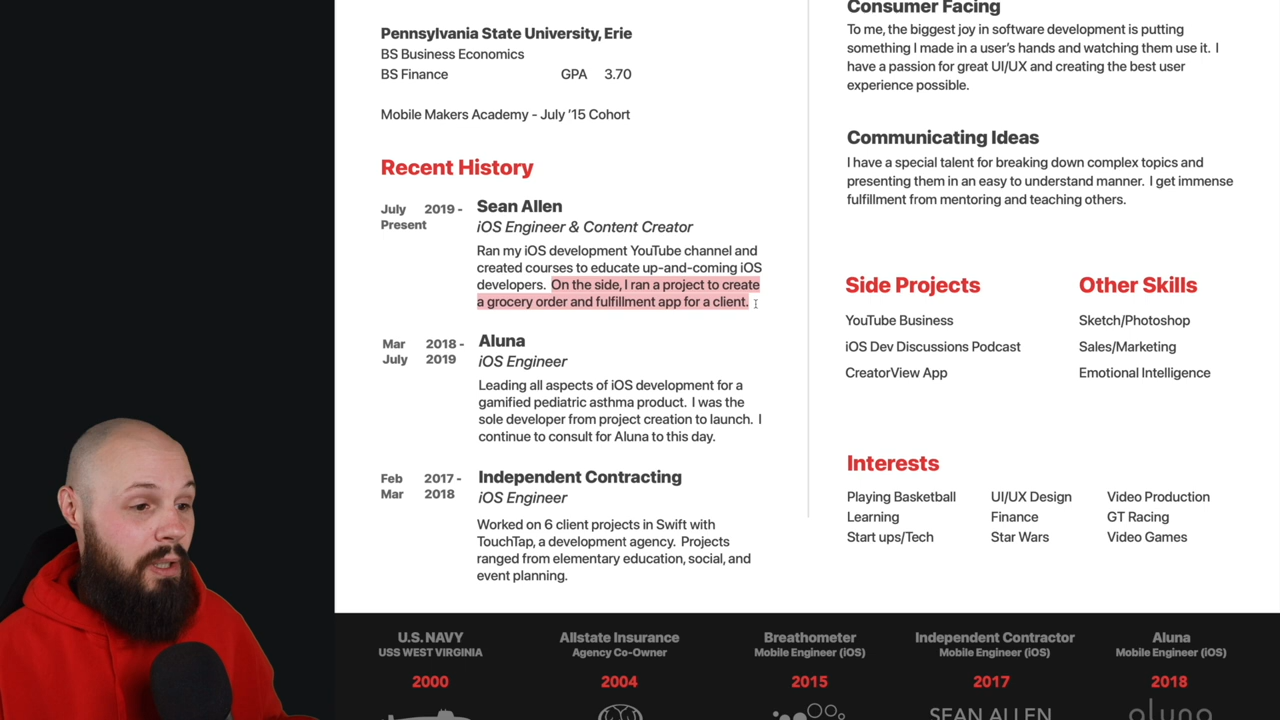 Pennsylvania State University, Erie
BS Business Economics
BS Finance GPA 3.70
Mobile Makers Academy - July '15 Cohort
Recent History
July 2019 -
Present
Sean Allen
iOS Engineer & Content Creator
Ran my iOS development YouTube channel and
created courses to educate up-and-coming iOS
developers. On the side, I ran a project to create
a grocery order and fulfillment app for a client.
Mar 2018 -
July 2019
Aluna
iOS Engineer
Leading all aspects of iOS development for a
gamified pediatric asthma product. I was the
sole developer from project creation to launch. I
continue to consult for Aluna to this day.
Feb 2017 -
Mar 2018
Independent Contracting
iOS Engineer
Worked on 6 client projects in Swift with
TouchTap, a development agency. Projects
ranged from elementary education, social, and
event planning.
Consumer Facing
To me, the biggest joy in software development is putting
something I made in a user's hands and watching them use it. I
have a passion for great UI/UX and creating the best user
experience possible.
Communicating Ideas
I have a special talent for breaking down complex topics and
presenting them in an easy to understand manner. I get immense
fulfillment from mentoring and teaching others.
Side Projects
YouTube Business
iOS Dev Discussions Podcast
CreatorView App
Other Skills
Sketch/Photoshop
Sales/Marketing
Emotional Intelligence
Interests
Playing Basketball UI/UX Design Video Production
Learning Finance GT Racing
Start ups/Tech Star Wars Video Games
U.S. NAVY
USS WEST VIRGINIA
2000
Allstate Insurance
Agency Co-Owner
2004
Breathometer
Mobile Engineer (iOS)
2015
Independent Contractor
Mobile Engineer (iOS)
2017
SEAN ALLEN
Aluna
Mobile Engineer (iOS)
2018
aluna